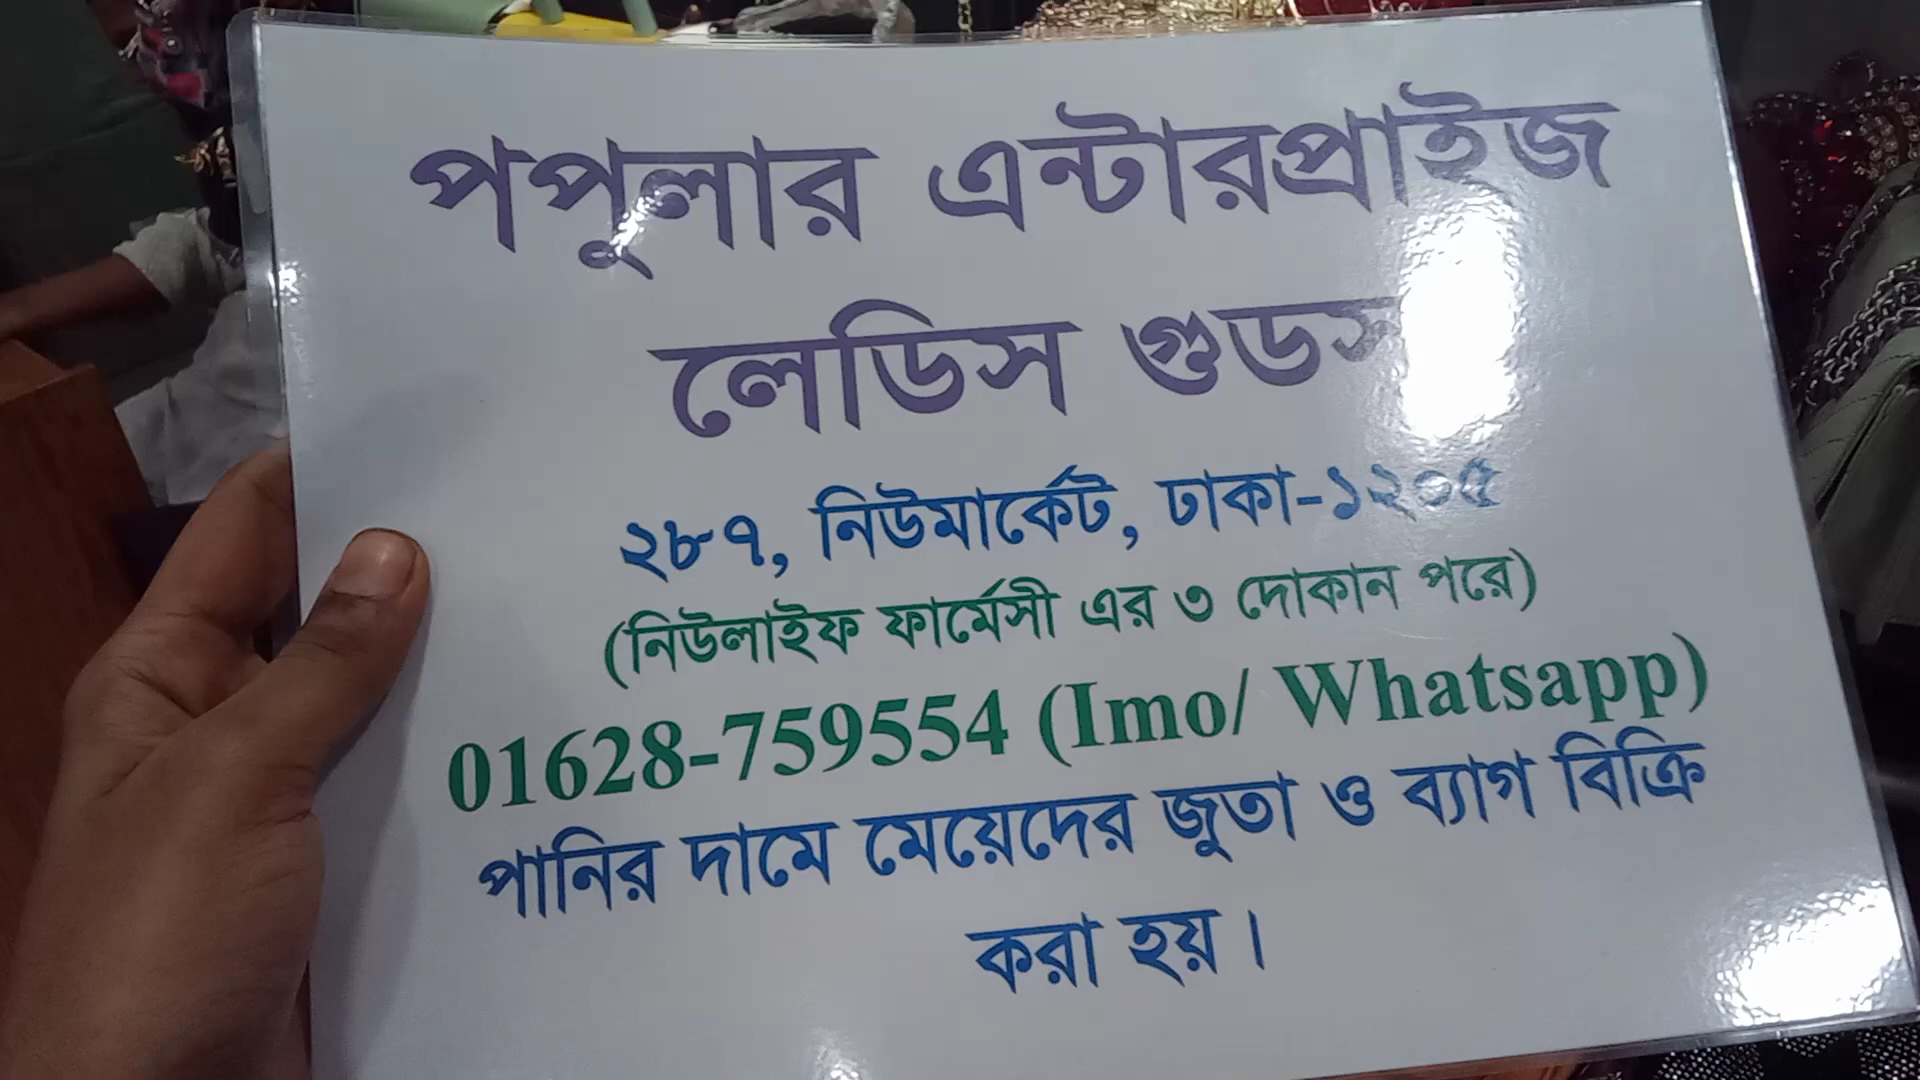 পপুলার এন্টারপ্রাইজ
লেডিস গুডস
২৮৭, নিউমার্কেট, ঢাকা-১২০৫
(নিউলাইফ ফার্মেসী এর ৩ দোকান পরে)
01628-759554 (Imo/ Whatsapp)
পানির দামে মেয়েদের জুতা ও ব্যাগ বিক্রি
করা হয়।